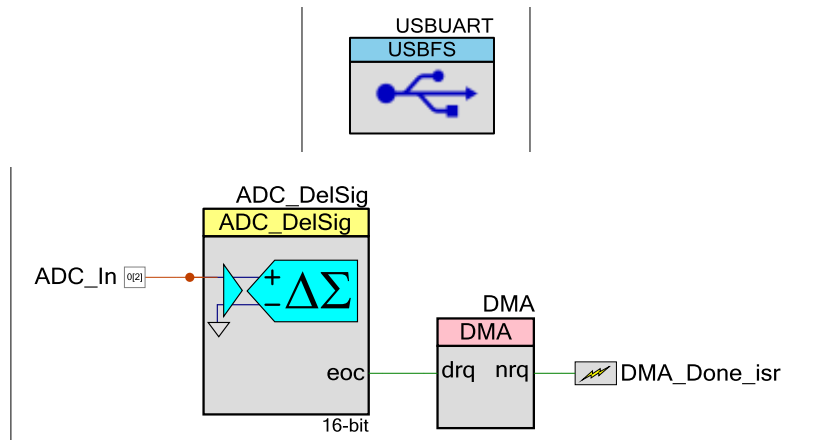 USBUART
USBFS
ADC_DelSig
ADC_DelSig
ADC_In
0[2]
+
ΔΣ
−
eoc
16-bit
DMA
DMA
drq
nrq
DMA_Done_isr